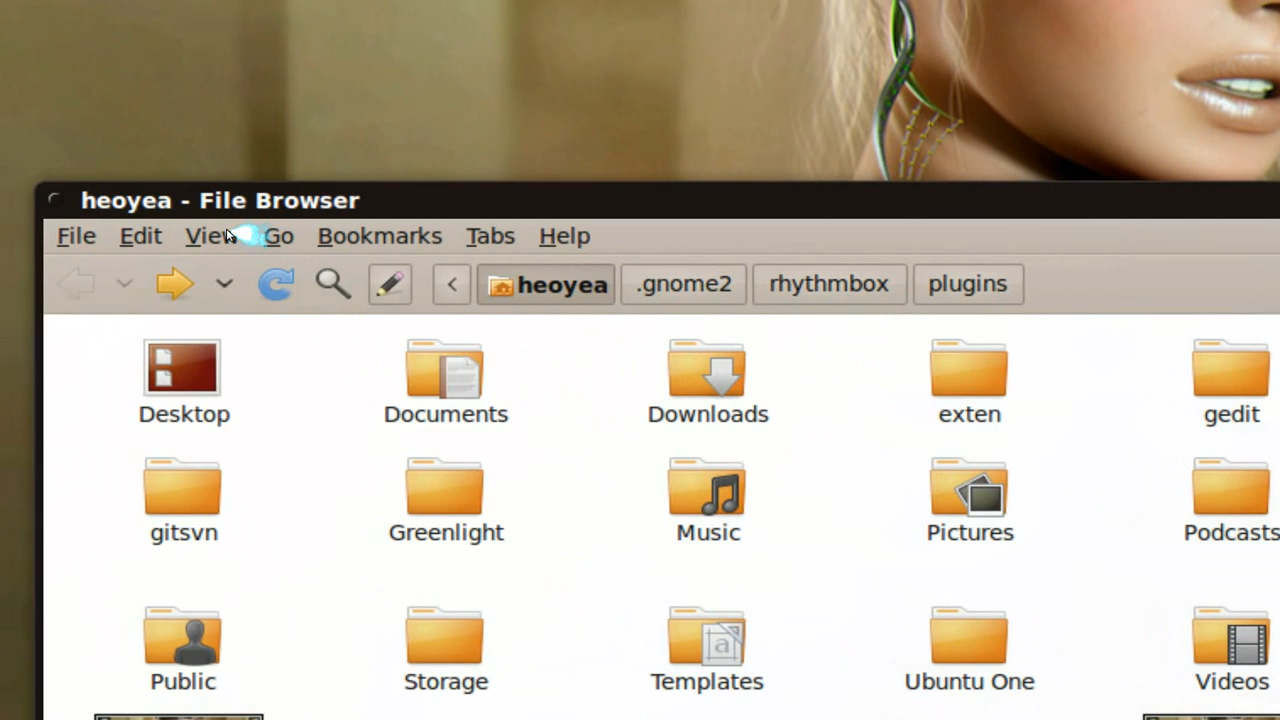 heoyea - File Browser
File Edit View Go Bookmarks Tabs Help
heoyea .gnome2 rhythmbox plugins
Desktop Documents Downloads exten gedit
gitsvn Greenlight Music Pictures Podcasts
Public Storage Templates Ubuntu One Videos